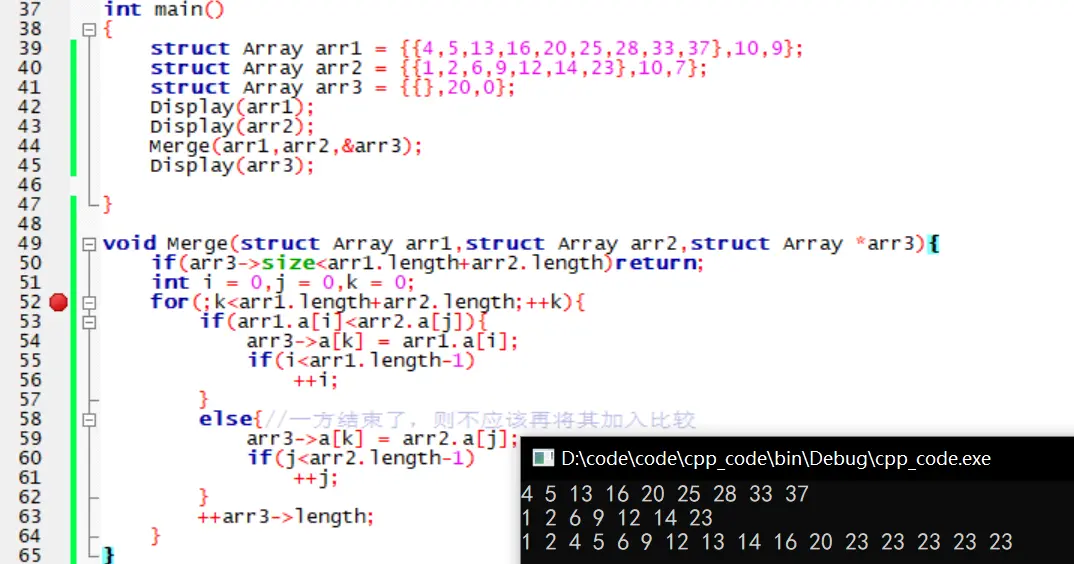 37 int main()
38 {
39 struct Array arr1 = {{4,5,13,16,20,25,28,33,37},10,9};
40 struct Array arr2 = {{1,2,6,9,12,14,23},10,7};
41 struct Array arr3 = {{},20,0};
42 Display(arr1);
43 Display(arr2);
44 Merge(arr1,arr2,&arr3);
45 Display(arr3);
46
47 }
48
49 void Merge(struct Array arr1,struct Array arr2,struct Array *arr3){
50 if(arr3->size<arr1.length+arr2.length)return;
51 int i = 0,j = 0,k = 0;
52 for(;k<arr1.length+arr2.length;++k){
53 if(arr1.a[i]<arr2.a[j]){
54 arr3->a[k] = arr1.a[i];
55 if(i<arr1.length-1)
56 ++i;
57 }
58 else{//一方结束了，则不应该再将其加入比较
59 arr3->a[k] = arr2.a[j];
60 if(j<arr2.length-1)
61 ++j;
62 }
63 ++arr3->length;
64 }
65 }
D:\code\code\cpp_code\bin\Debug\cpp_code.exe
4 5 13 16 20 25 28 33 37
1 2 6 9 12 14 23
1 2 4 5 6 9 12 13 14 16 20 23 23 23 23 23